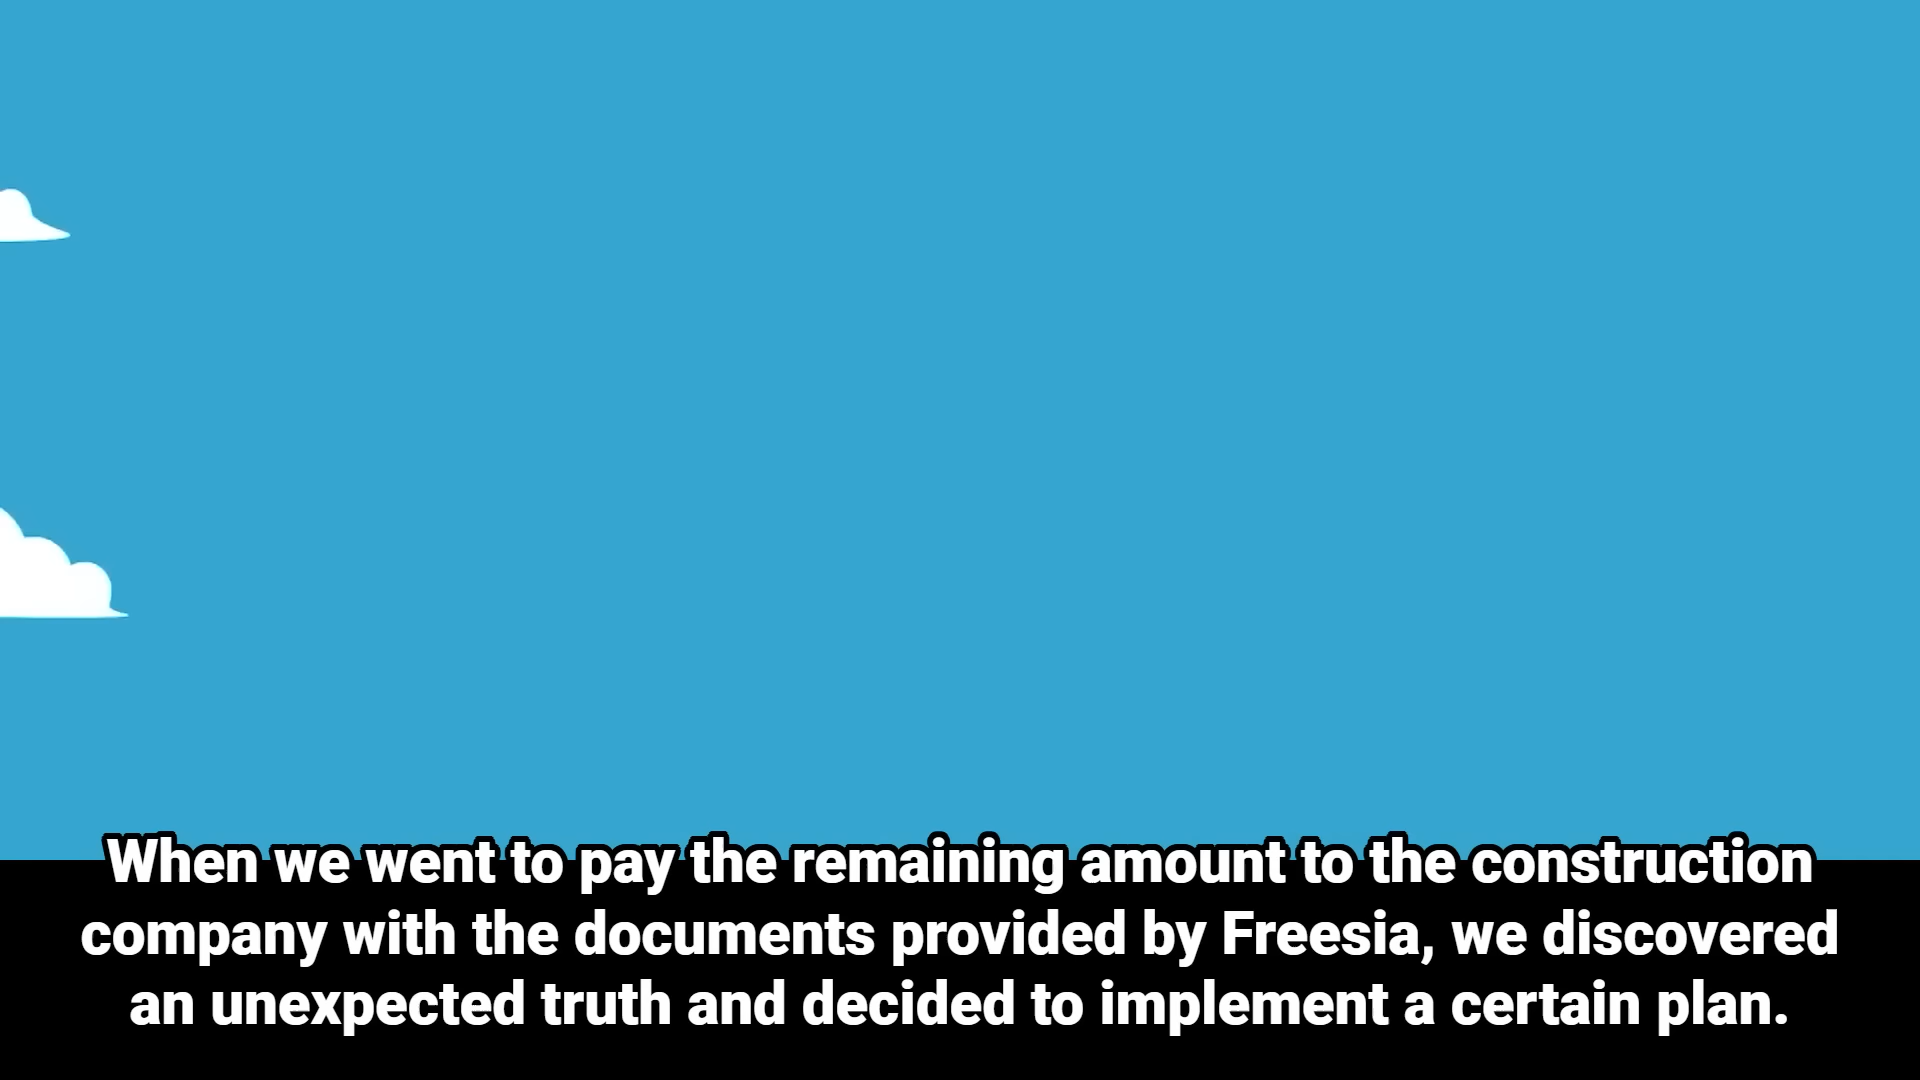 When we went to pay the remaining amount to the construction
company with the documents provided by Freesia, we discovered
an unexpected truth and decided to implement a certain plan.